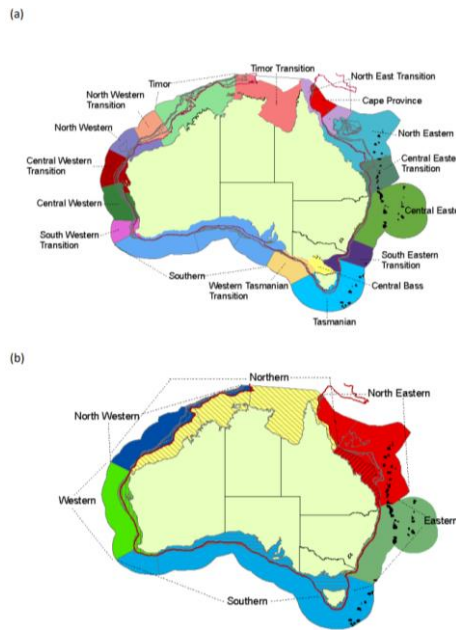 (a)
Timor Transition
Timor
North East Transition
North Western
Transition
Cape Province
North Western
North Eastern
Central Western
Transition
Central Easte
Transition
Central Western
Central Easte
South Western
Transition
South Eastern
Transition
Southern
Western Tasmanian
Transition
Central Bass
Tasmanian
(b)
Northern
North Western
North Eastern
Western
Eastern
Southern